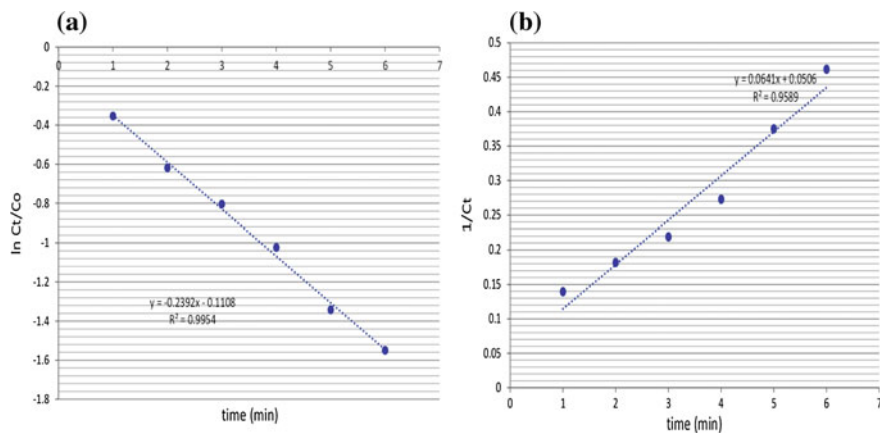 (a)
0
0 1 2 3 4 5 6 7
-0.2
-0.4
-0.6
-0.8
-1
-1.2
-1.4
-1.6
-1.8
ln Ct/Co
y = -0.2392x - 0.1108
R² = 0.9954
time (min)
(b)
0.5
0.45
0.4
0.35
0.3
0.25
0.2
0.15
0.1
0.05
0
1/Ct
y = 0.0641x + 0.0506
R² = 0.9589
0 1 2 3 4 5 6 7
time (min)